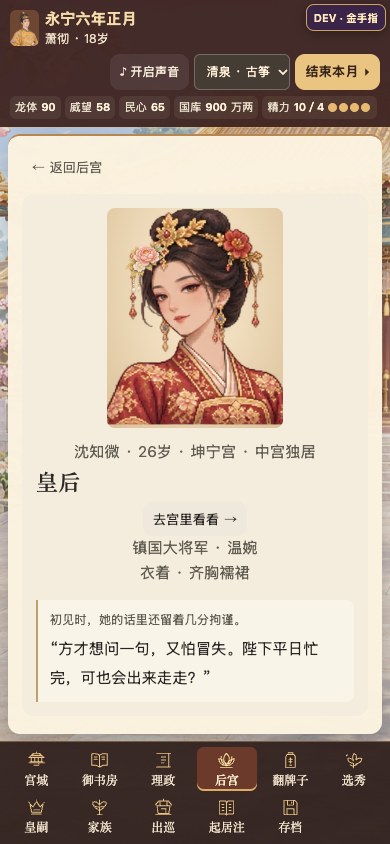 永宁六年正月
萧彻 · 18岁
DEV · 金手指
♪ 开启声音
清泉 · 古筝
结束本月
龙体 90
威望 58
民心 65
国库 900 万两
精力 10 / 4
← 返回后宫
沈知微 · 26岁 · 坤宁宫 · 中宫独居
皇后
去宫里看看 →
镇国大将军 · 温婉
衣着 · 齐胸襦裙
初见时，她的话里还留着几分拘谨。
“方才想问一句，又怕冒失。陛下平日忙
完，可也会出来走走？”
宫城
御书房
理政
后宫
翻牌子
选秀
皇嗣
家族
出巡
起居注
存档